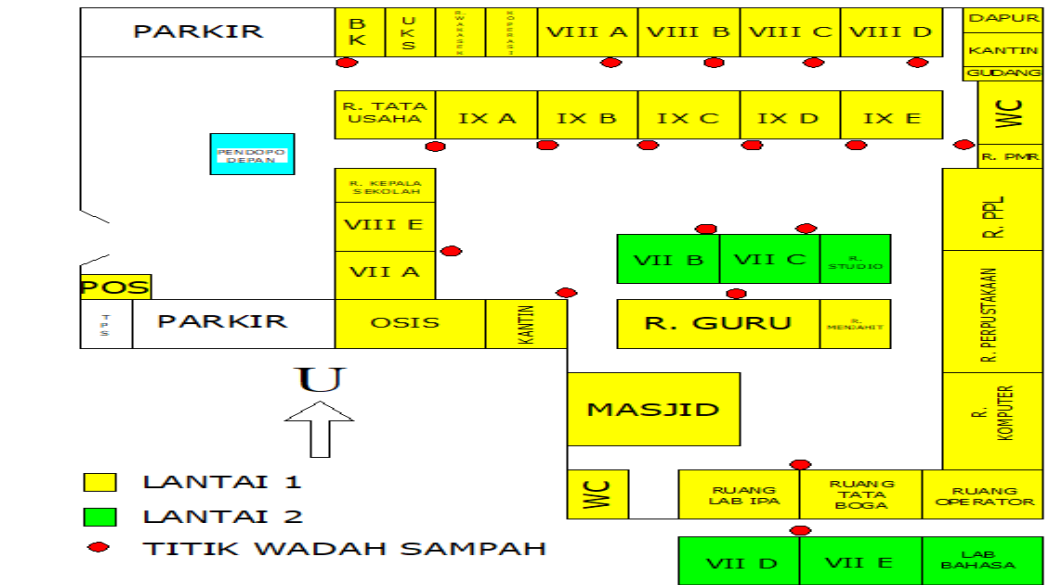 PARKIR
BK
UKS
KOPERASI
VIII A
VIII B
VIII C
VIII D
DAPUR
KANTIN
GUDANG
R. TATA
USAHA
IX A
IX B
IX C
IX D
IX E
WC
R. PMR
PENDOPO
DEPAN
R. KEPALA
SEKOLAH
VIII E
VII A
VII B
VII C
R.
STUDIO
R. PPL
R. PERPUSTAKAAN
R.
KOMPUTER
POS
TPS
PARKIR
OSIS
KANTIN
R. GURU
R.
MENJAHIT
U
MASJID
WC
RUANG
LAB IPA
RUANG
TATA
BOGA
RUANG
OPERATOR
VII D
VII E
LAB
BAHASA
LANTAI 1
LANTAI 2
TITIK WADAH SAMPAH